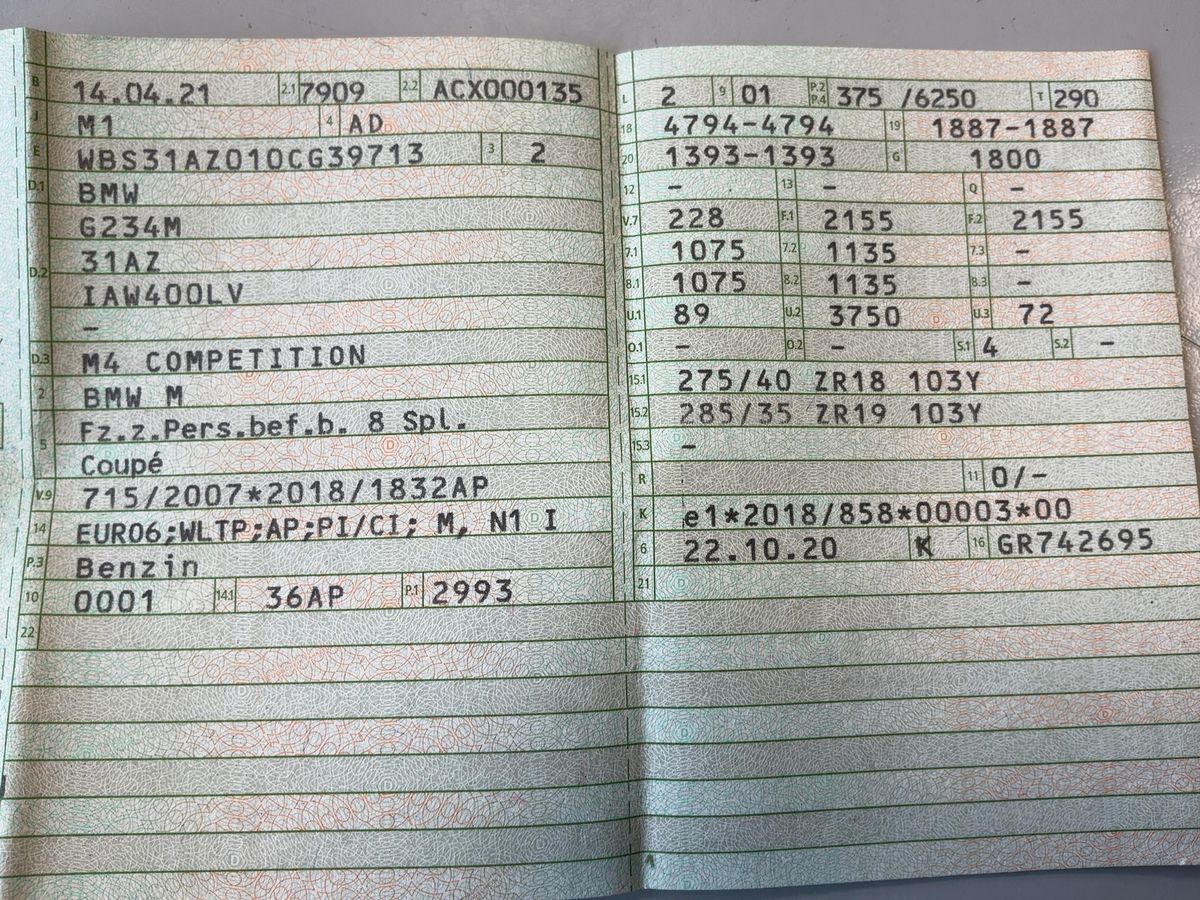 B 14.04.21 2.1 7909 2.2 ACX000135
J M1 4 AD
E WBS31AZ010CG39713 3 2
D.1 BMW
G234M
D.2 31AZ
IAW400LV
–
D.3 M4 COMPETITION
2 BMW M
5 Fz.z.Pers.bef.b. 8 Spl.
Coupé
V.9 715/2007*2018/1832AP
14 EURO6;WLTP;AP;PI/CI; M, N1 I
P.3 Benzin
10 0001 14.1 36AP P.1 2993
22
L 2 9 01 P.2 P.4 375 /6250 T 290
18 4794-4794 19 1887-1887
20 1393-1393 G 1800
12 – 13 – Q –
V.7 228 F.1 2155 F.2 2155
7.1 1075 7.2 1135 7.3 –
8.1 1075 8.2 1135 8.3 –
U.1 89 U.2 3750 U.3 72
O.1 – O.2 – S.1 4 S.2 –
15.1 275/40 ZR18 103Y
15.2 285/35 ZR19 103Y
15.3 –
R 11 0/-
K e1*2018/858*00003*00
6 22.10.20 K 16 GR742695
21
A